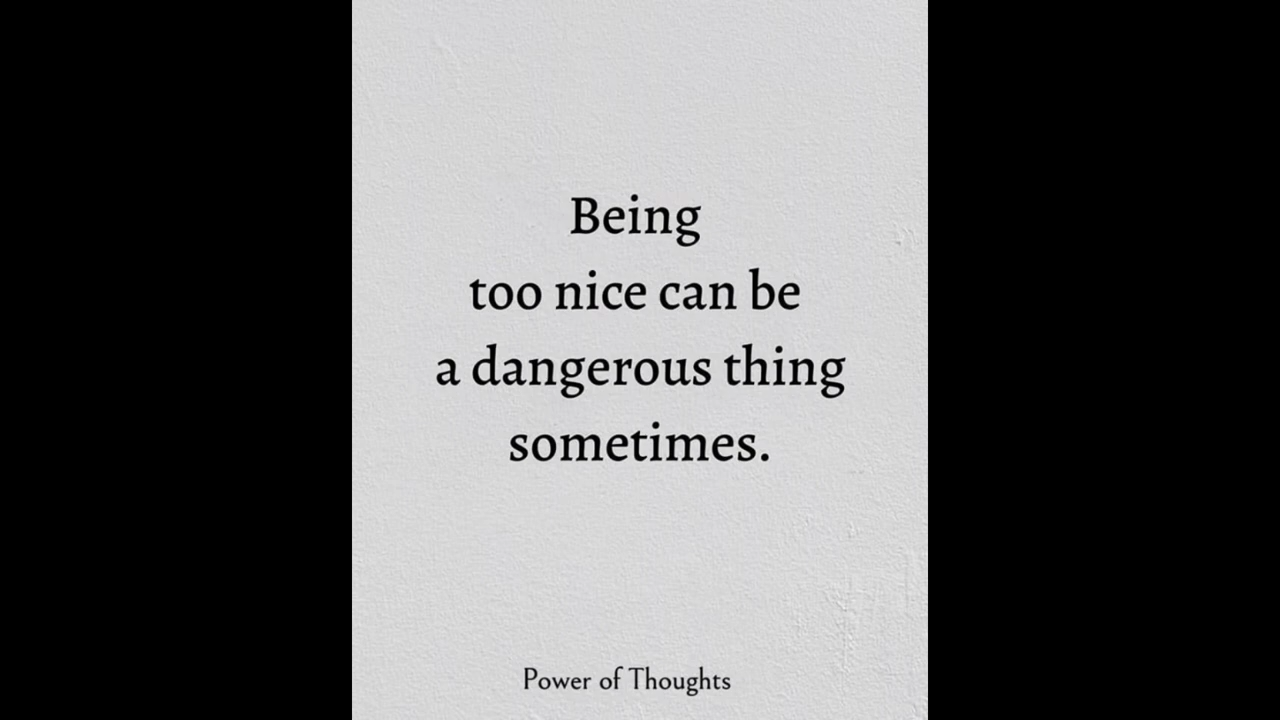 Being
too nice can be
a dangerous thing
sometimes.
Power of Thoughts